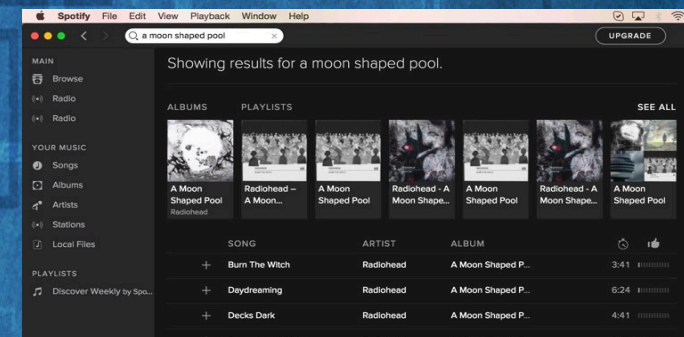 Spotify File Edit View Playback Window Help
a moon shaped pool
UPGRADE
MAIN
Browse
Radio
Radio
YOUR MUSIC
Songs
Albums
Artists
Stations
Local Files
PLAYLISTS
Discover Weekly by Spo...
Showing results for a moon shaped pool.
ALBUMS PLAYLISTS SEE ALL
A Moon
Shaped Pool
Radiohead
Radiohead –
A Moon...
A Moon
Shaped Pool
Radiohead - A
Moon Shape...
A Moon
Shaped Pool
Radiohead - A
Moon Shape...
A Moon
Shaped Pool
SONG ARTIST ALBUM
Burn The Witch Radiohead A Moon Shaped P... 3:41
Daydreaming Radiohead A Moon Shaped P... 6:24
Decks Dark Radiohead A Moon Shaped P... 4:41